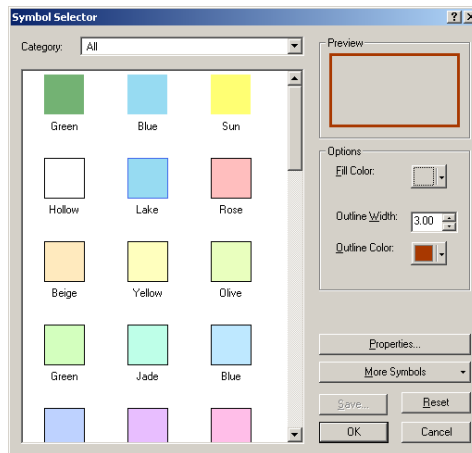 Symbol Selector
Category: All
Green Blue Sun
Hollow Lake Rose
Beige Yellow Olive
Green Jade Blue
Preview
Options
Fill Color:
Outline Width: 3.00
Outline Color:
Properties...
More Symbols
Save... Reset
OK Cancel